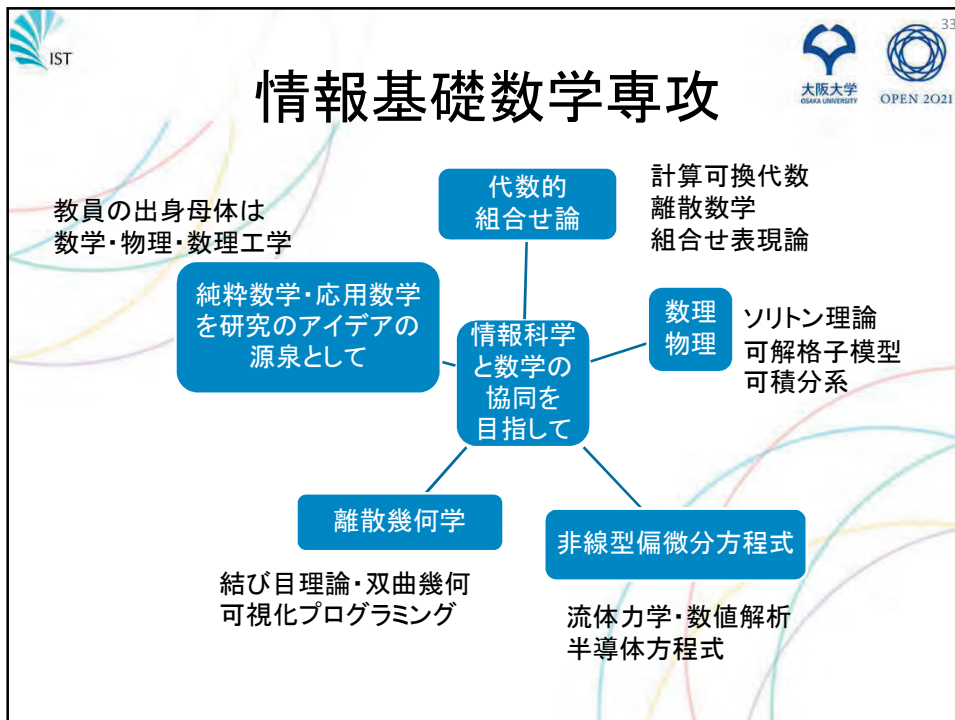 IST
33
大阪大学
OSAKA UNIVERSITY
OPEN 2O21
情報基礎数学専攻
教員の出身母体は
数学・物理・数理工学
純粋数学・応用数学
を研究のアイデアの
源泉として
代数的
組合せ論
計算可換代数
離散数学
組合せ表現論
情報科学
と数学の
協同を
目指して
数理
物理
ソリトン理論
可解格子模型
可積分系
離散幾何学
結び目理論・双曲幾何
可視化プログラミング
非線型偏微分方程式
流体力学・数値解析
半導体方程式